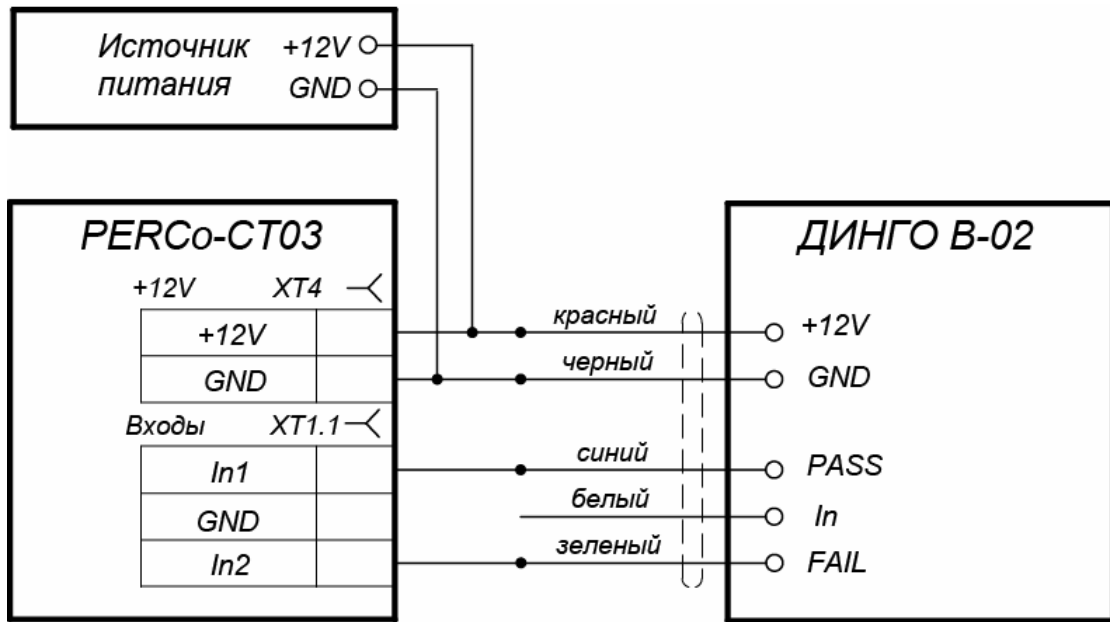 Источник +12V
питания GND
PERCo-CT03
+12V XT4
+12V
GND
Входы XT1.1
In1
GND
In2
красный
черный
синий
белый
зеленый
ДИНГО В-02
+12V
GND
PASS
In
FAIL